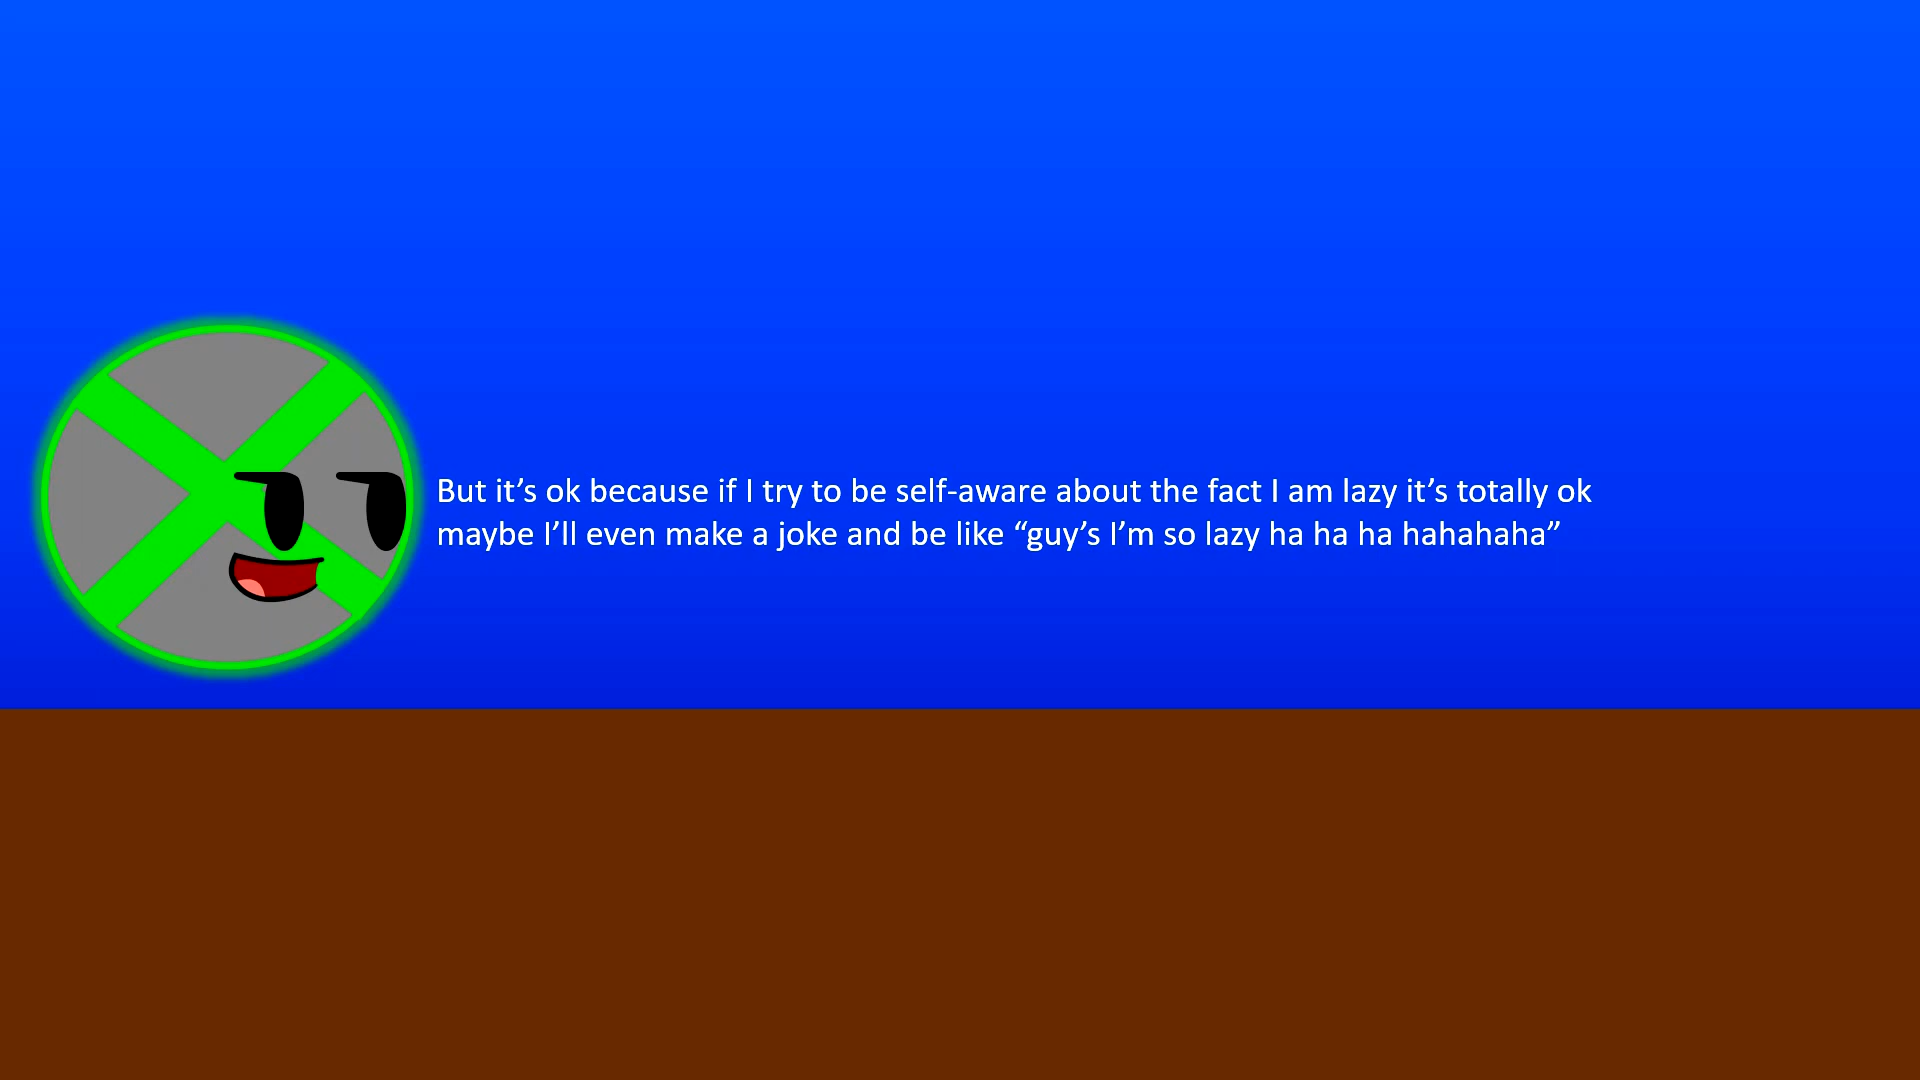 But it’s ok because if I try to be self-aware about the fact I am lazy it’s totally ok
maybe I’ll even make a joke and be like “guy’s I’m so lazy ha ha ha hahahaha”